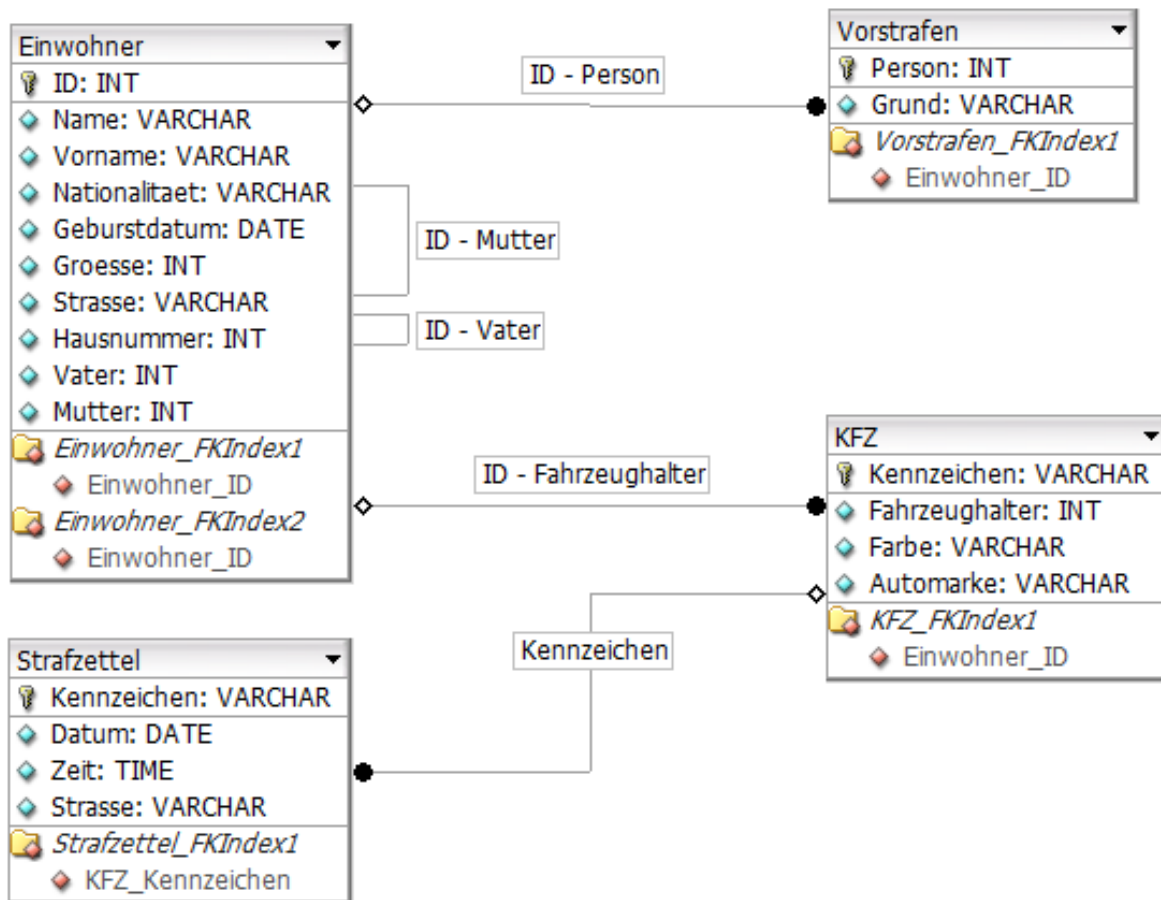 Einwohner
ID: INT
Name: VARCHAR
Vorname: VARCHAR
Nationalitaet: VARCHAR
Geburstdatum: DATE
Groesse: INT
Strasse: VARCHAR
Hausnummer: INT
Vater: INT
Mutter: INT
Einwohner_FKIndex1
Einwohner_ID
Einwohner_FKIndex2
Einwohner_ID
ID - Person
ID - Mutter
ID - Vater
ID - Fahrzeughalter
Kennzeichen
Vorstrafen
Person: INT
Grund: VARCHAR
Vorstrafen_FKIndex1
Einwohner_ID
KFZ
Kennzeichen: VARCHAR
Fahrzeughalter: INT
Farbe: VARCHAR
Automarke: VARCHAR
KFZ_FKIndex1
Einwohner_ID
Strafzettel
Kennzeichen: VARCHAR
Datum: DATE
Zeit: TIME
Strasse: VARCHAR
Strafzettel_FKIndex1
KFZ_Kennzeichen